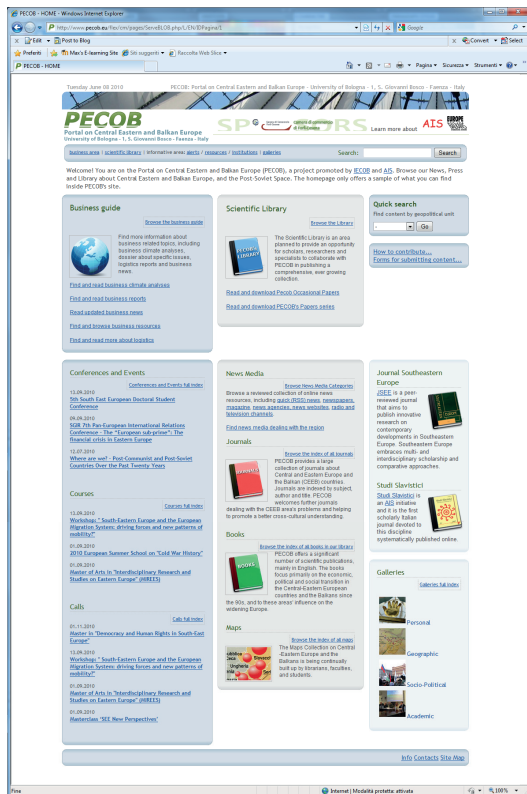 PECOB - HOME - Windows Internet Explorer
http://www.pecob.eu/flex/cm/pages/ServeBLOB.php/L/EN/IDPagina/1
Google
Edit
Post to Blog
Convert
Select
Preferiti
Max's E-learning Site
Siti suggeriti
Raccolta Web Slice
PECOB - HOME
Pagina
Sicurezza
Strumenti
Tuesday June 08 2010
PECOB: Portal on Central Eastern and Balkan Europe - University of Bologna - 1, S. Giovanni Bosco - Faenza - Italy
PECOB
Portal on Central Eastern and Balkan Europe
University of Bologna - 1, S. Giovanni Bosco - Faenza - Italy
Learn more about
AIS
business area | scientific library | informative area: alerts / resources / institutions | galleries
Search:
Search
Welcome! You are on the Portal on Central Eastern and Balkan Europe (PECOB), a project promoted by IECOB and AIS. Browse our News, Press
and Library about Central Eastern and Balkan Europe, and the Post-Soviet Space. The homepage only offers a sample of what you can find
inside PECOB's site.
Business guide
Browse the business guide
Find more information about
business related topics, including
business climate analyses,
dossier about specific issues,
logistics reports and business
news.
Find and read business climate analyses
Find and read business reports
Read updated business news
Find and browse business resources
Find and read more about logistics
Scientific Library
Browse the Library
PECOB'S
LIBRARY
The Scientific Library is an area
planned to provide an opportunity
for scholars, researchers and
specialists to collaborate with
PECOB in publishing a
comprehensive, ever growing
collection.
Read and download Pecob Occasional Papers
Read and download PECOB's Papers series
Quick search
Find content by geopolitical unit
Go
How to contribute...
Forms for submitting content...
Conferences and Events
Conferences and Events full index
13.09.2010
5th South East European Doctoral Student
Conference
09.09.2010
SGIR 7th Pan-European International Relations
Conference - The "European sub-prime": The
financial crisis in Eastern Europe
12.07.2010
Where are we? - Post-Communist and Post-Soviet
Countries Over the Past Twenty Years
Courses
Courses full index
13.09.2010
Workshop: " South-Eastern Europe and the European
Migration System: driving forces and new patterns of
mobility?"
01.09.2010
2010 European Summer School on "Cold War History"
01.09.2010
Master of Arts in "Interdisciplinary Research and
Studies on Eastern Europe" (MIREES)
Calls
Calls full index
01.11.2010
Master in "Democracy and Human Rights in South-East
Europe"
13.09.2010
Workshop: " South-Eastern Europe and the European
Migration System: driving forces and new patterns of
mobility?"
01.09.2010
Master of Arts in "Interdisciplinary Research and
Studies on Eastern Europe" (MIREES)
01.09.2010
Masterclass 'SEE New Perspectives'
News Media
Browse News Media Categories
Browse a reviewed collection of online news
resources, including quick (RSS) news, newspapers,
magazine, news agencies, news websites, radio and
television channels
Find news media dealing with the region
Journals
Browse the index of all journals
PECOB provides a large
collection of journals about
Central and Eastern Europe and
the Balkan (CEEB) countries.
Journals are indexed by subject,
author and title. PECOB
welcomes further journals
dealing with the CEEB area's problems and helping
to promote a better cross-cultural understanding.
Books
Browse the index of all books in our library
BOOKS
PECOB offers a significant
number of scientific publications,
mainly in English. The books
focus primarily on the economic,
political and social transition in
the Central-Eastern European
countries and the Balkans since
the 90s, and to these areas' influence on the
widening Europe.
Maps
Browse the index of all maps
The Maps Collection on Central
-Eastern Europe and the
Balkans is being continually
built up by librarians, faculties,
and students.
Journal Southeastern
Europe
JSEE is a peer-
reviewed journal
that aims to
publish innovative
research on
contemporary
developments in Southeastern
Europe. Southeastern Europe
embraces multi- and
interdisciplinary scholarship and
comparative approaches.
Studi Slavistici
Studi Slavistici is
an AIS initiative
and it is the first
scholarly Italian
journal devoted to
this discipline
systematically published online.
Galleries
Galleries full index
Personal
Geographic
Socio-Political
Academic
Info Contacts Site Map
Fine
Internet | Modalità protetta: attivata
100%